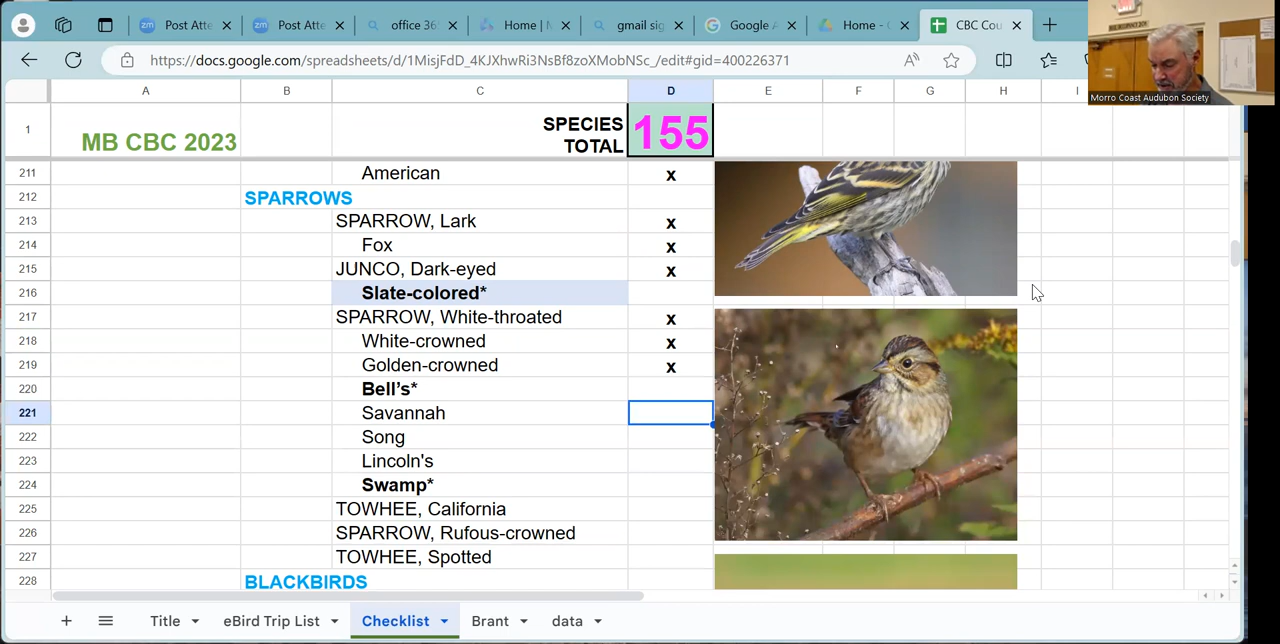 Post Atte
Post Atte
office 36
Home | M
gmail sig
Google A
Home - G
CBC Cou
https://docs.google.com/spreadsheets/d/1MisjFdD_4KJXhwRi3NsBf8zoXMobNSc_/edit#gid=400226371
Morro Coast Audubon Society
A B C D E F G H I
1 MB CBC 2023 SPECIES TOTAL 155
211 American x
212 SPARROWS
213 SPARROW, Lark x
214 Fox x
215 JUNCO, Dark-eyed x
216 Slate-colored*
217 SPARROW, White-throated x
218 White-crowned x
219 Golden-crowned x
220 Bell's*
221 Savannah
222 Song
223 Lincoln's
224 Swamp*
225 TOWHEE, California
226 SPARROW, Rufous-crowned
227 TOWHEE, Spotted
228 BLACKBIRDS
Title eBird Trip List Checklist Brant data